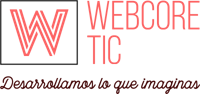 W
WEBCORE
TIC
Desarrollamos lo que imaginas